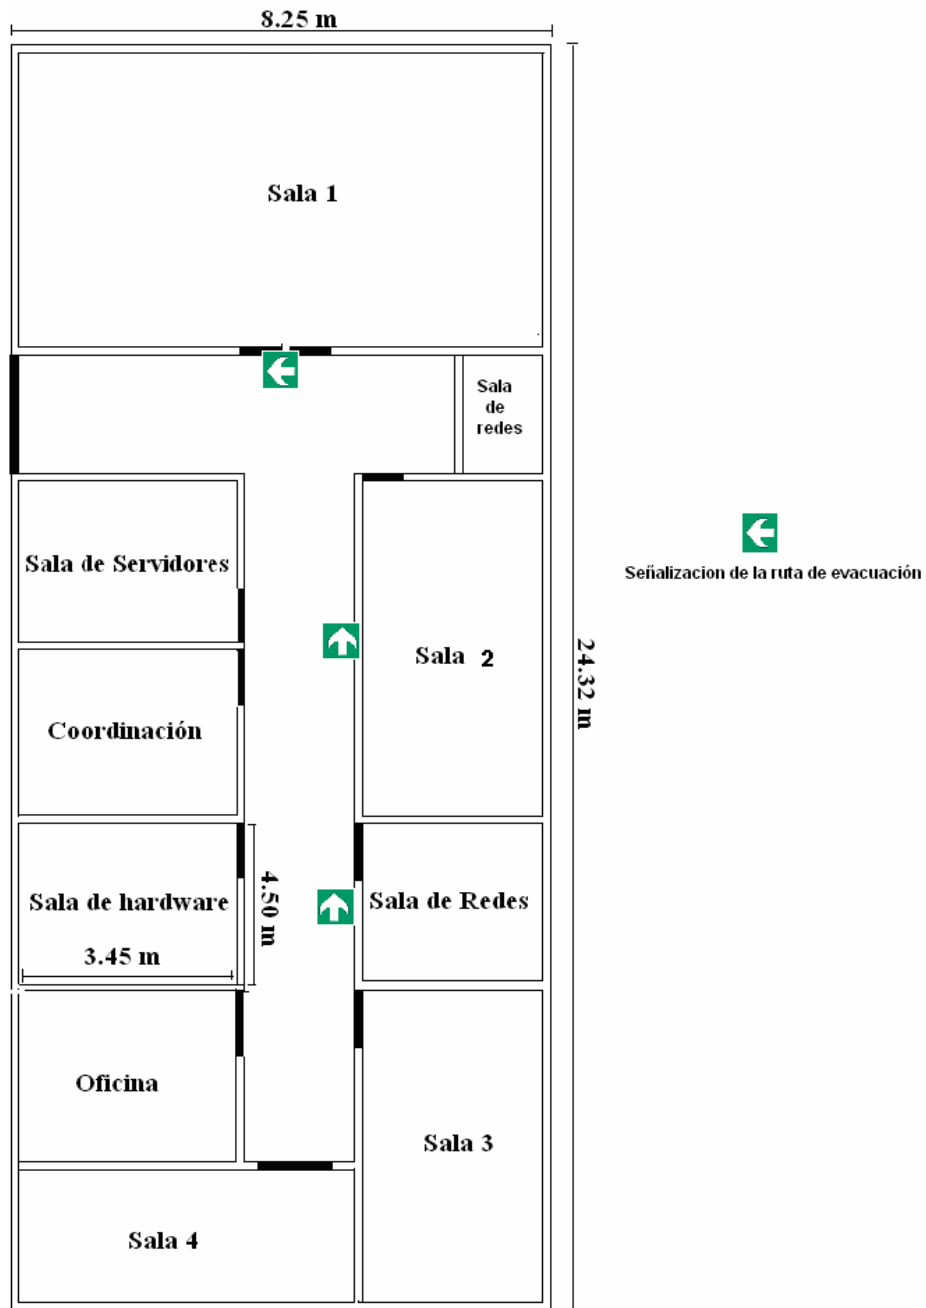 8.25 m
Sala 1
Sala
de
redes
Sala de Servidores
Señalizacion de la ruta de evacuación
Sala 2
24.32 m
Coordinación
Sala de hardware
4.50 m
Sala de Redes
3.45 m
Oficina
Sala 3
Sala 4